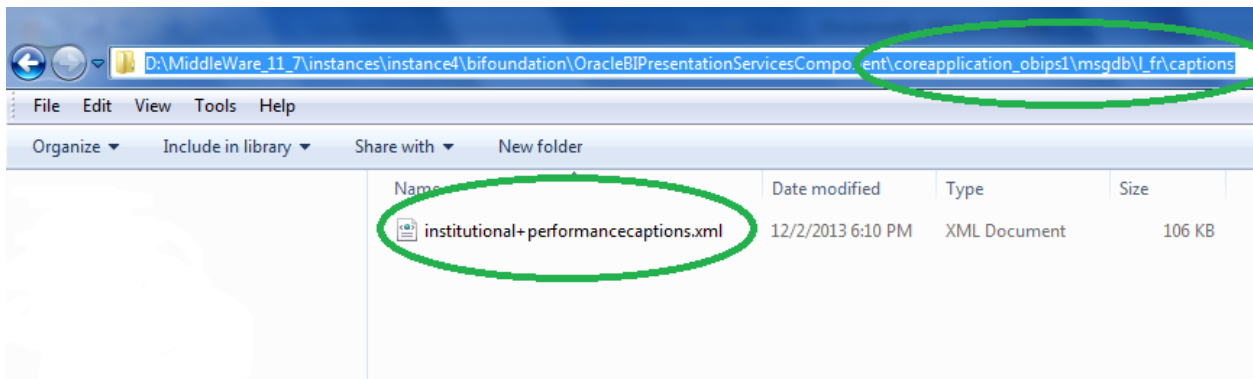 D:\MiddleWare_11_7\instances\instance4\bifoundation\OracleBIPresentationServicesComponent\coreapplication_obips1\msgdb\l_fr\captions
File Edit View Tools Help
Organize Include in library Share with New folder
Name Date modified Type Size
institutional+performancecaptions.xml 12/2/2013 6:10 PM XML Document 106 KB